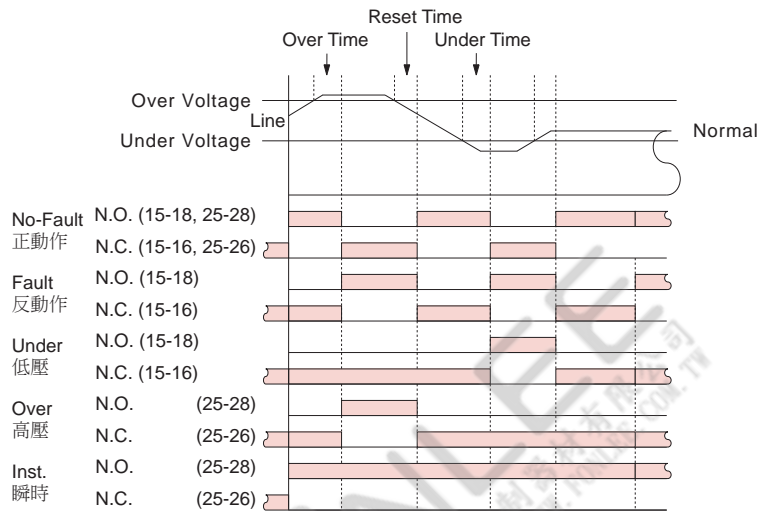 Reset Time
Over Time
Under Time
Over Voltage
Line
Under Voltage
Normal
No-Fault N.O. (15-18, 25-28)
正動作 N.C. (15-16, 25-26)
Fault N.O. (15-18)
反動作 N.C. (15-16)
Under N.O. (15-18)
低壓 N.C. (15-16)
Over N.O. (25-28)
高壓 N.C. (25-26)
Inst. N.O. (25-28)
瞬時 N.C. (25-26)